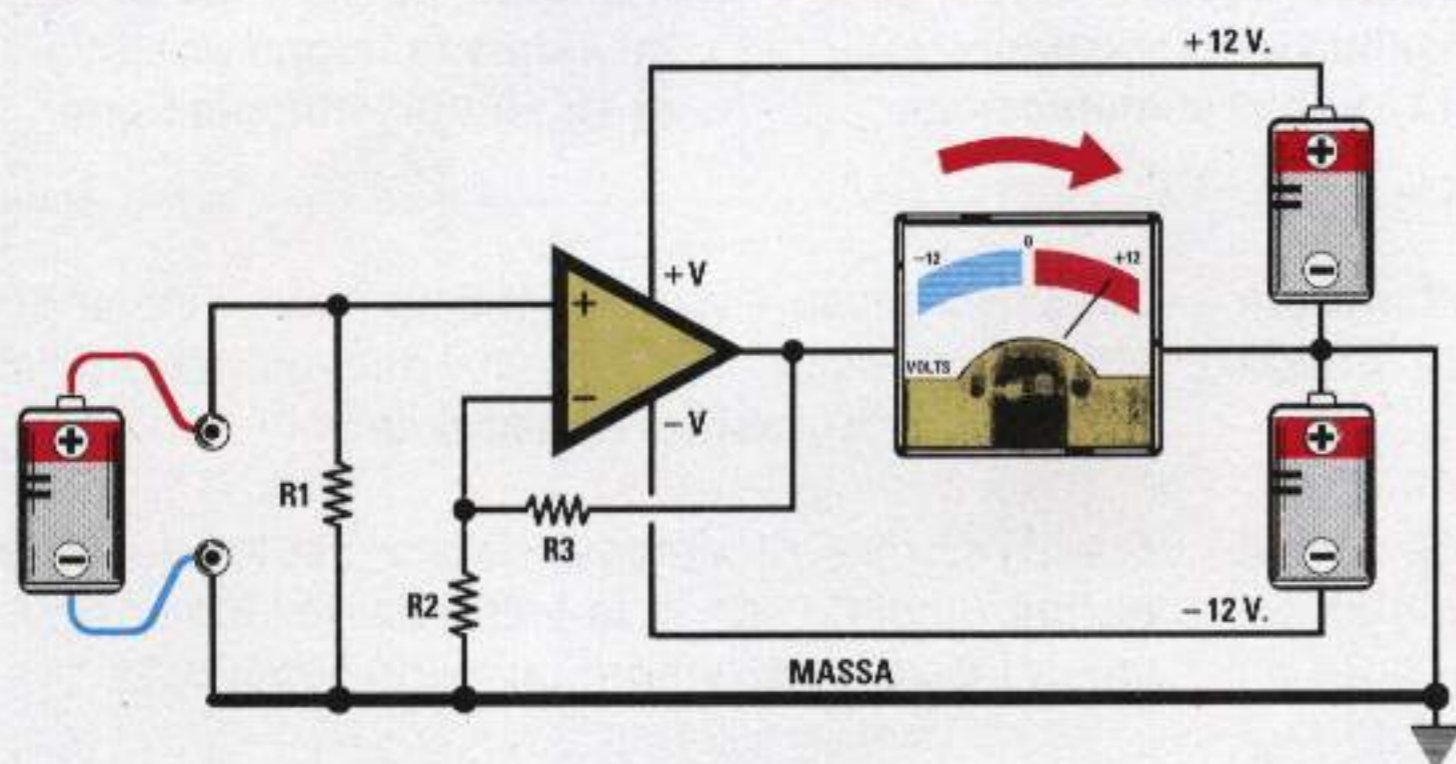 +12 V.
-12
0
+12
+V
+
+
VOLTS
+
-
-
-V
+
R1
R3
-
-
R2
-12 V.
MASSA